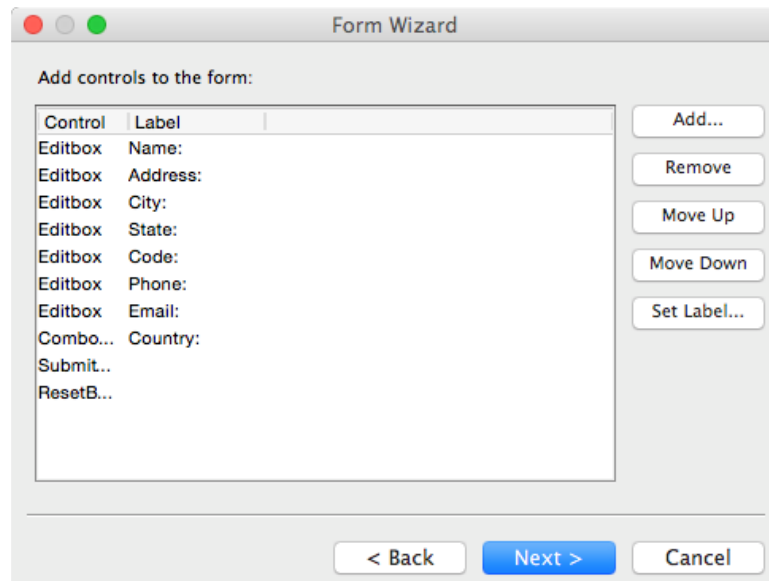 Form Wizard
Add controls to the form:
Control Label
Editbox Name:
Editbox Address:
Editbox City:
Editbox State:
Editbox Code:
Editbox Phone:
Editbox Email:
Combo... Country:
Submit...
ResetB...
Add...
Remove
Move Up
Move Down
Set Label...
< Back Next > Cancel